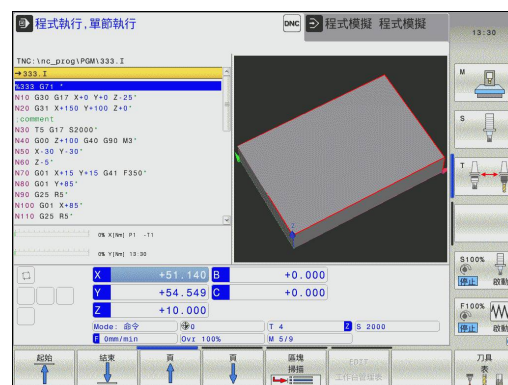 程式執行,單節執行
DNC
程式模擬 程式模擬
13:30
TNC:\nc_prog\PGM\333.I
→333.I
%333 G71 *
N10 G30 G17 X+0 Y+0 Z-25*
N20 G31 X+150 Y+100 Z+0*
;comment
N30 T5 G17 S2000*
N40 G00 Z+100 G40 G90 M3*
N50 X-30 Y-30*
N60 Z-5*
N70 G01 X+15 Y+15 G41 F350*
N80 G01 Y+85*
N90 G25 R5*
N100 G01 X+40*
N110 G25 R5*
0% X[Nm] P1 -T1
0% Y[Nm] 13:30
X +51.140 B +0.000
Y +54.549 C +0.000
Z +10.000
Mode: 命令 0 T 4 Z S 2000
F 0mm/min Ovr 100% M 5/9
M
S
T
S100%
停止 啟動
F100%
停止 啟動
起始
結束
頁
頁
區塊
掃描
EDIT
刀具
表